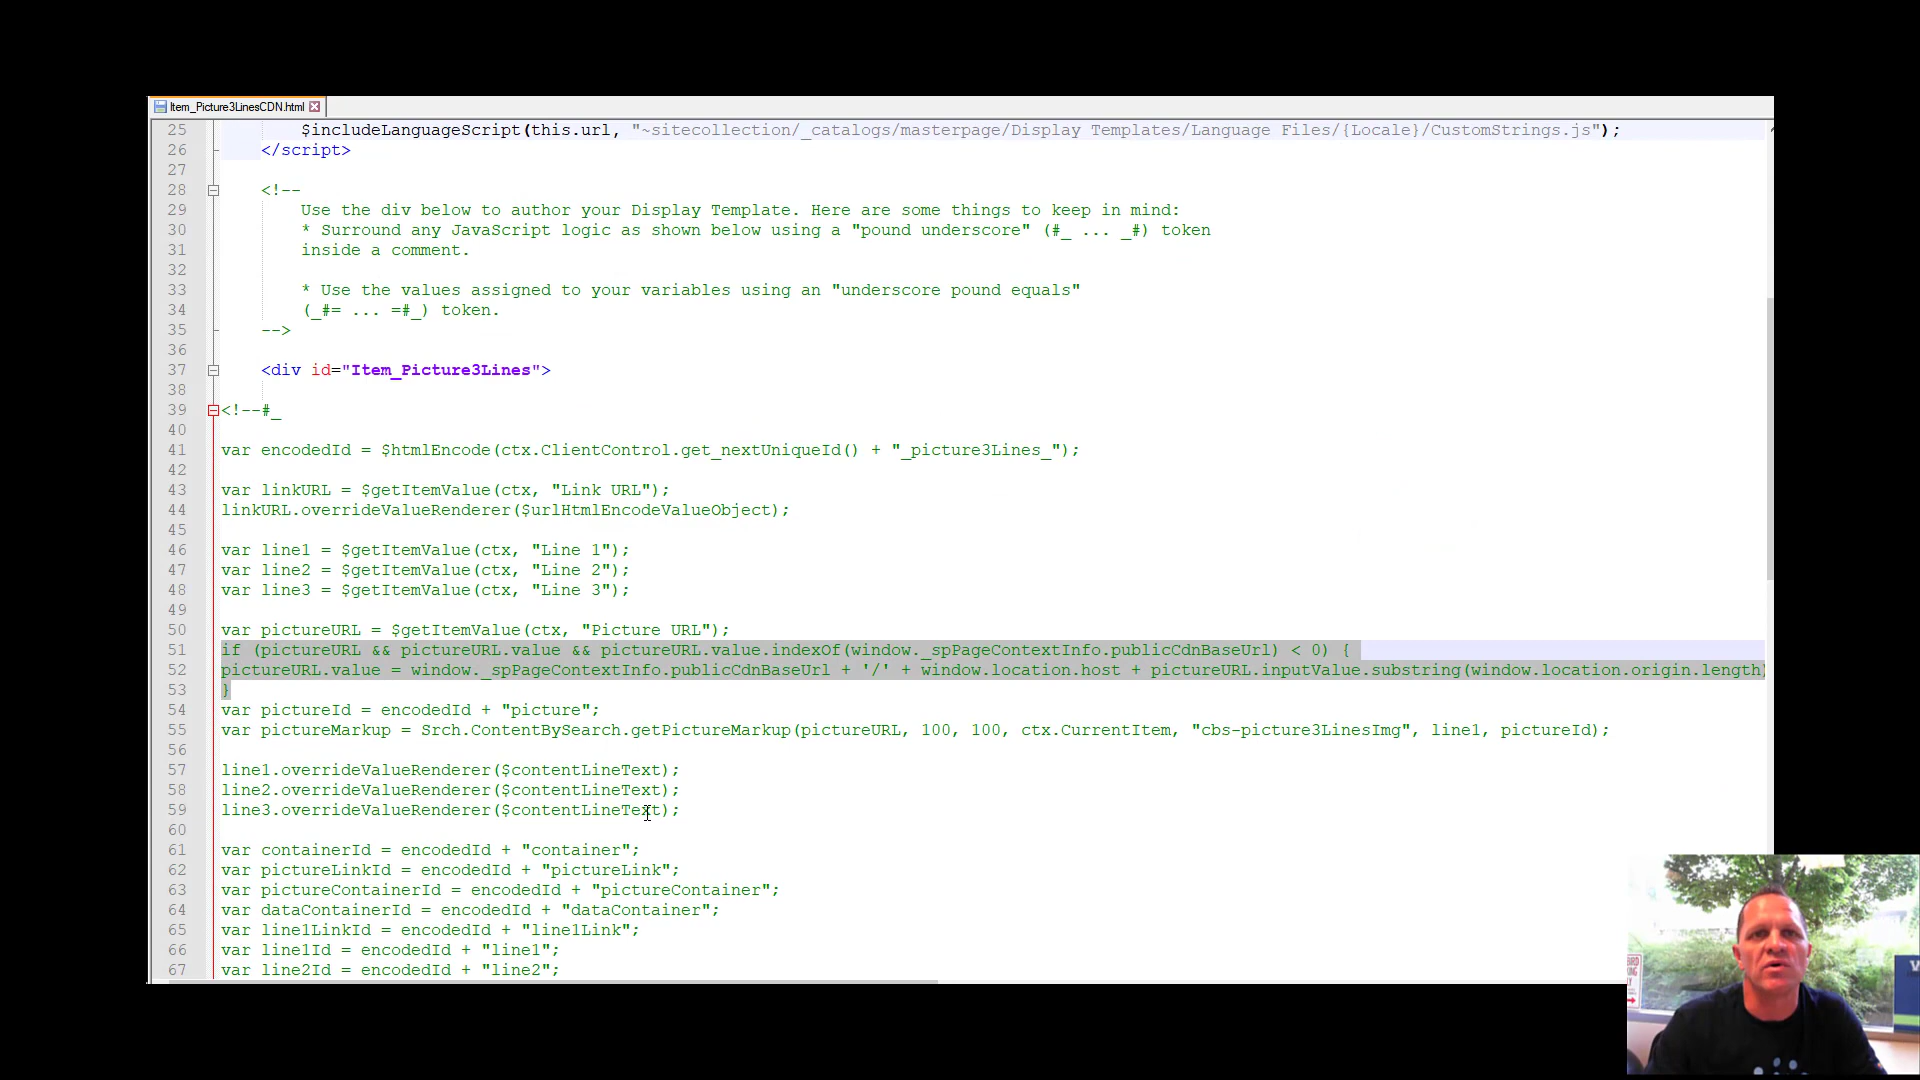 Item_Picture3LinesCDN.html
25 $includeLanguageScript(this.url, "~sitecollection/_catalogs/masterpage/Display Templates/Language Files/{Locale}/CustomStrings.js");
26 </script>
27
28 <!--
29 Use the div below to author your Display Template. Here are some things to keep in mind:
30 * Surround any JavaScript logic as shown below using a "pound underscore" (#_ ... _#) token
31 inside a comment.
32
33 * Use the values assigned to your variables using an "underscore pound equals"
34 (_#= ... =#_) token.
35 -->
36
37 <div id="Item_Picture3Lines">
38
39 <!--#_
40
41 var encodedId = $htmlEncode(ctx.ClientControl.get_nextUniqueId() + "_picture3Lines_");
42
43 var linkURL = $getItemValue(ctx, "Link URL");
44 linkURL.overrideValueRenderer($urlHtmlEncodeValueObject);
45
46 var line1 = $getItemValue(ctx, "Line 1");
47 var line2 = $getItemValue(ctx, "Line 2");
48 var line3 = $getItemValue(ctx, "Line 3");
49
50 var pictureURL = $getItemValue(ctx, "Picture URL");
51 if (pictureURL && pictureURL.value && pictureURL.value.indexOf(window._spPageContextInfo.publicCdnBaseUrl) < 0) {
52 pictureURL.value = window._spPageContextInfo.publicCdnBaseUrl + '/' + window.location.host + pictureURL.inputValue.substring(window.location.origin.length)
53 }
54 var pictureId = encodedId + "picture";
55 var pictureMarkup = Srch.ContentBySearch.getPictureMarkup(pictureURL, 100, 100, ctx.CurrentItem, "cbs-picture3LinesImg", line1, pictureId);
56
57 line1.overrideValueRenderer($contentLineText);
58 line2.overrideValueRenderer($contentLineText);
59 line3.overrideValueRenderer($contentLineText);
60
61 var containerId = encodedId + "container";
62 var pictureLinkId = encodedId + "pictureLink";
63 var pictureContainerId = encodedId + "pictureContainer";
64 var dataContainerId = encodedId + "dataContainer";
65 var line1LinkId = encodedId + "line1Link";
66 var line1Id = encodedId + "line1";
67 var line2Id = encodedId + "line2";